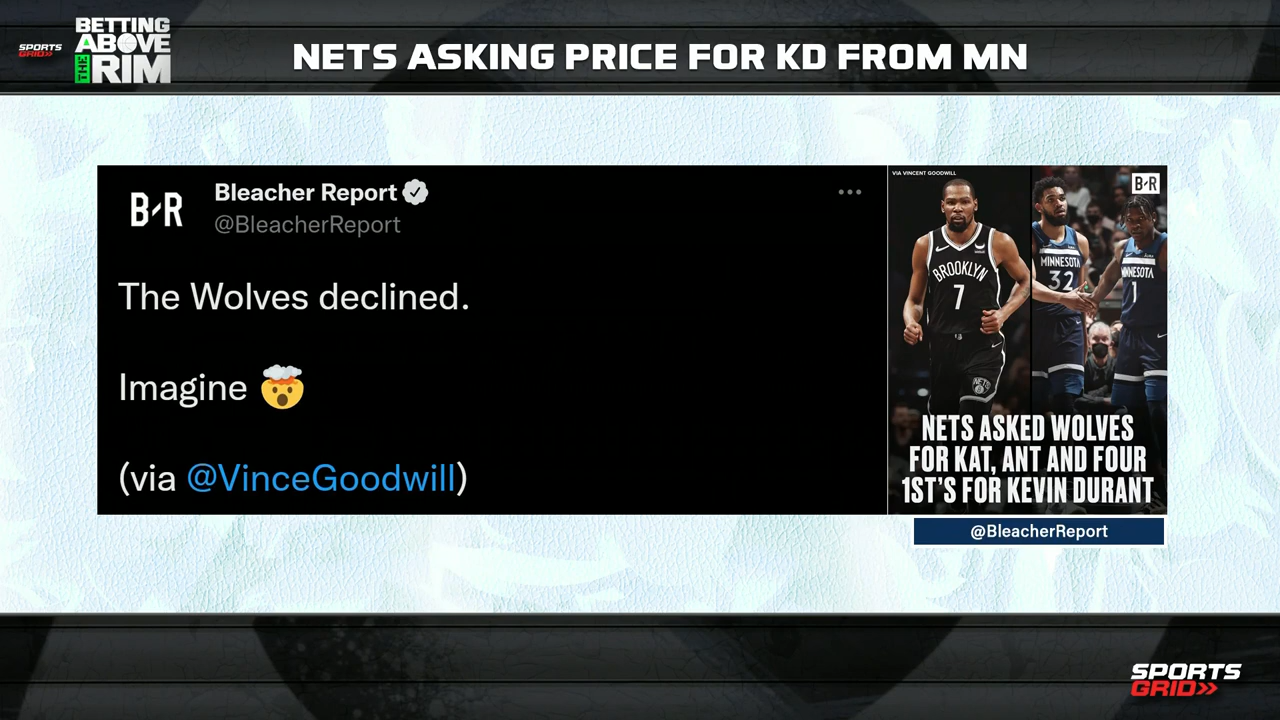 SPORTS
GRID»
BETTING
ABOVE
THE
RIM
NETS ASKING PRICE FOR KD FROM MN
B/R
Bleacher Report
@BleacherReport
The Wolves declined.
Imagine 🤯
(via @VinceGoodwill)
VIA VINCENT GOODWILL
B/R
BROOKLYN
7
NETS
MINNESOTA
32
MINNESOTA
1
NETS ASKED WOLVES
FOR KAT, ANT AND FOUR
1ST'S FOR KEVIN DURANT
@BleacherReport
SPORTS
GRID»